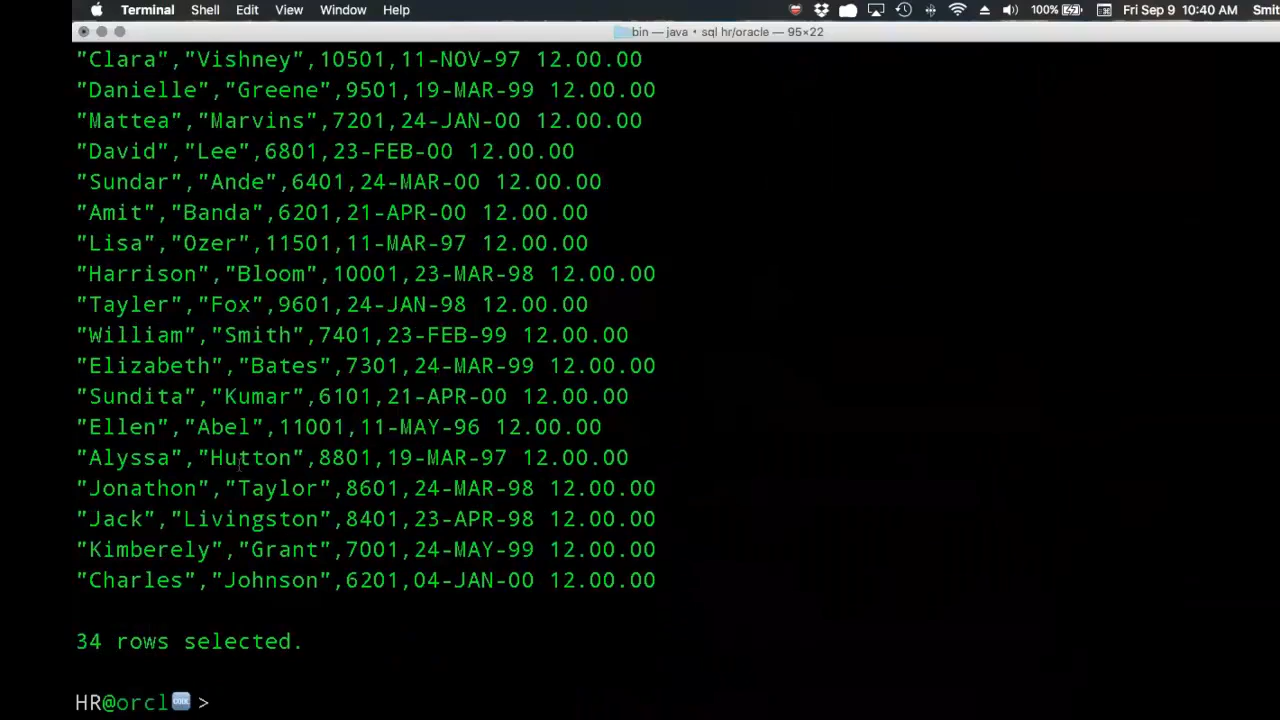 Terminal Shell Edit View Window Help 100% Fri Sep 9 10:40 AM Smit
bin — java • sql hr/oracle — 95×22
"Clara","Vishney",10501,11-NOV-97 12.00.00
"Danielle","Greene",9501,19-MAR-99 12.00.00
"Mattea","Marvins",7201,24-JAN-00 12.00.00
"David","Lee",6801,23-FEB-00 12.00.00
"Sundar","Ande",6401,24-MAR-00 12.00.00
"Amit","Banda",6201,21-APR-00 12.00.00
"Lisa","Ozer",11501,11-MAR-97 12.00.00
"Harrison","Bloom",10001,23-MAR-98 12.00.00
"Tayler","Fox",9601,24-JAN-98 12.00.00
"William","Smith",7401,23-FEB-99 12.00.00
"Elizabeth","Bates",7301,24-MAR-99 12.00.00
"Sundita","Kumar",6101,21-APR-00 12.00.00
"Ellen","Abel",11001,11-MAY-96 12.00.00
"Alyssa","Hutton",8801,19-MAR-97 12.00.00
"Jonathon","Taylor",8601,24-MAR-98 12.00.00
"Jack","Livingston",8401,23-APR-98 12.00.00
"Kimberely","Grant",7001,24-MAY-99 12.00.00
"Charles","Johnson",6201,04-JAN-00 12.00.00
34 rows selected.
HR@orcl >